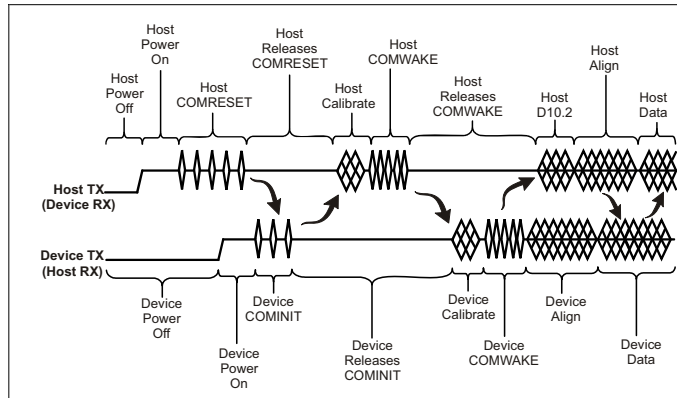 Host
Power
Off
Host
Power
On
Host
COMRESET
Host
Releases
COMRESET
Host
Calibrate
Host
COMWAKE
Host
Releases
COMWAKE
Host
D10.2
Host
Align
Host
Data
Host TX
(Device RX)
Device TX
(Host RX)
Device
Power
Off
Device
Power
On
Device
COMINIT
Device
Releases
COMINIT
Device
Calibrate
Device
COMWAKE
Device
Align
Device
Data